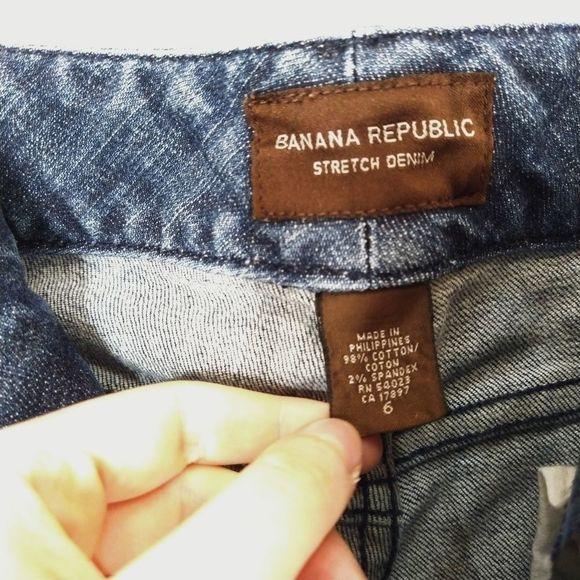 BANANA REPUBLIC
STRETCH DENIM
MADE IN
PHILIPPINES
98% COTTON/
COTON
2% SPANDEX
RN 54023
CA 17897
6